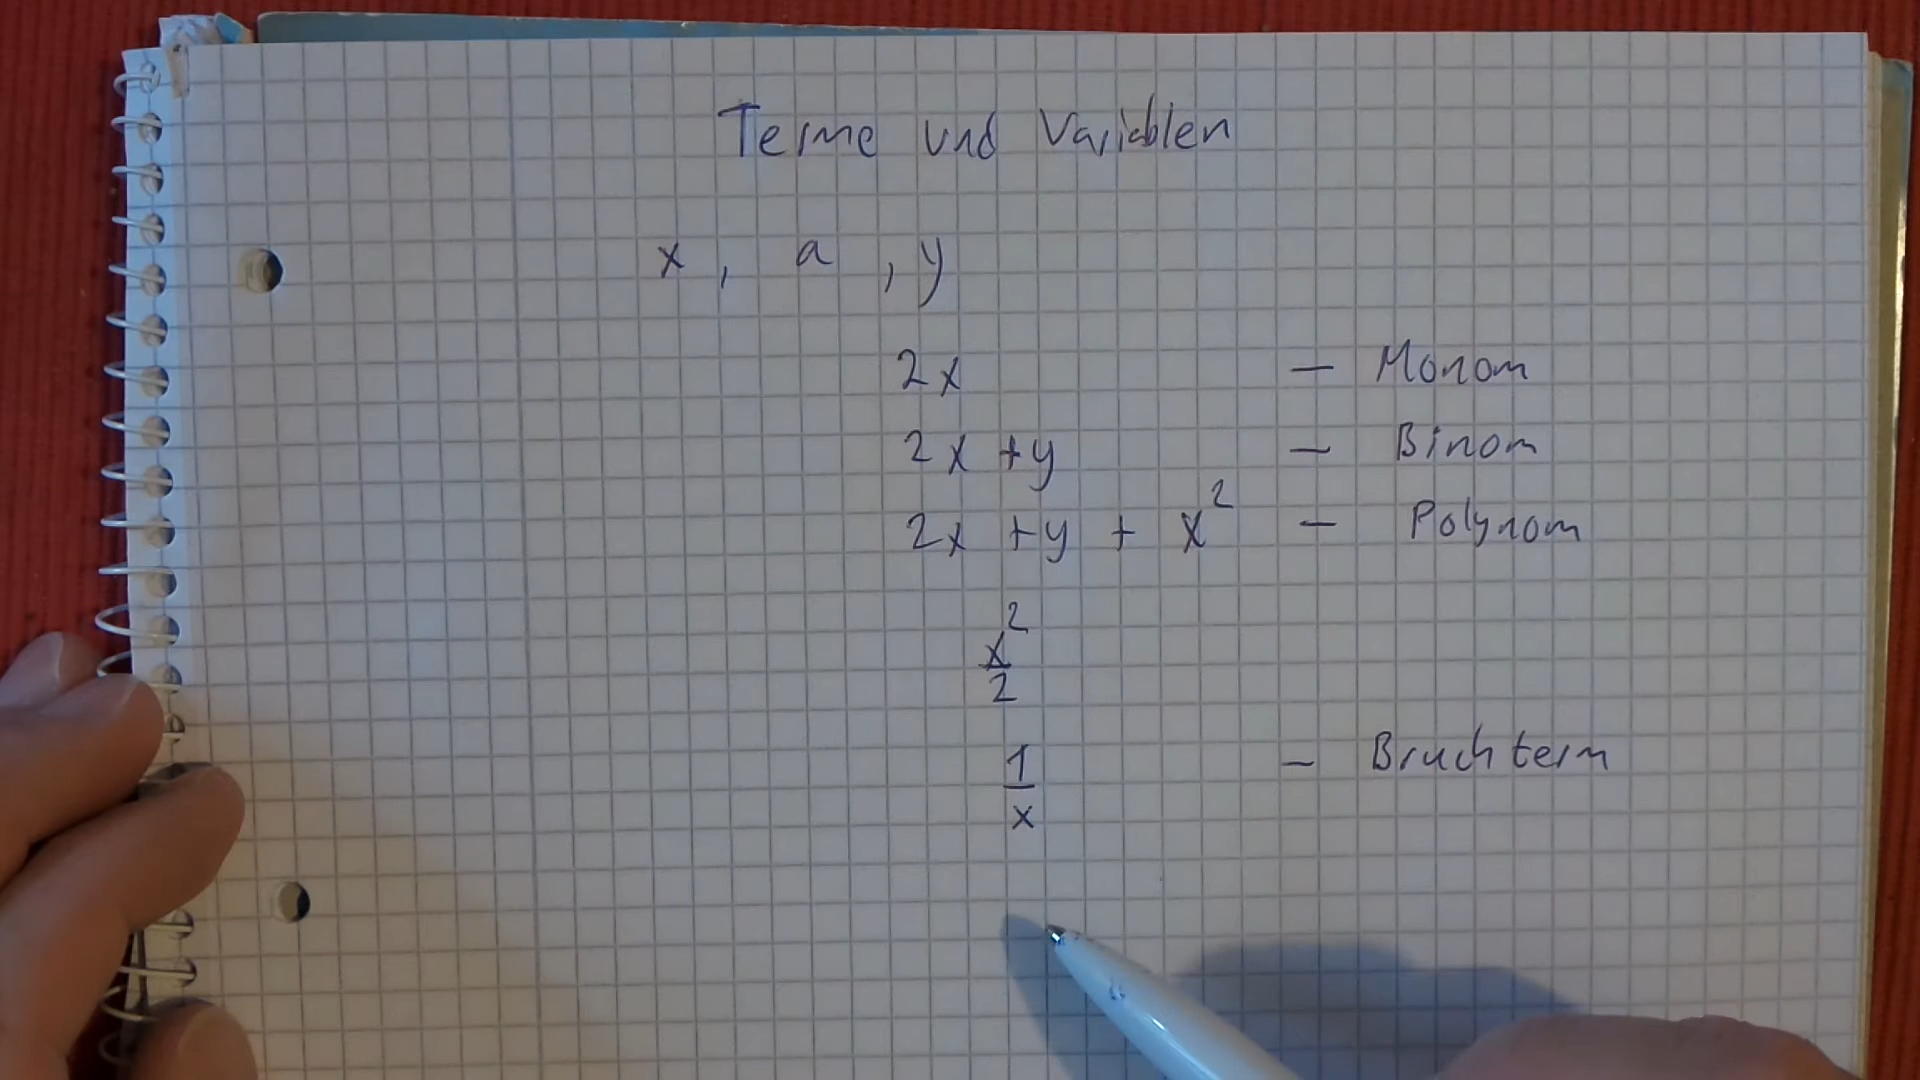 Terme und Variablen
x, a, y
2x – Monom
2x + y – Binom
2x + y + x² – Polynom
x²/2
1/x – Bruchterm